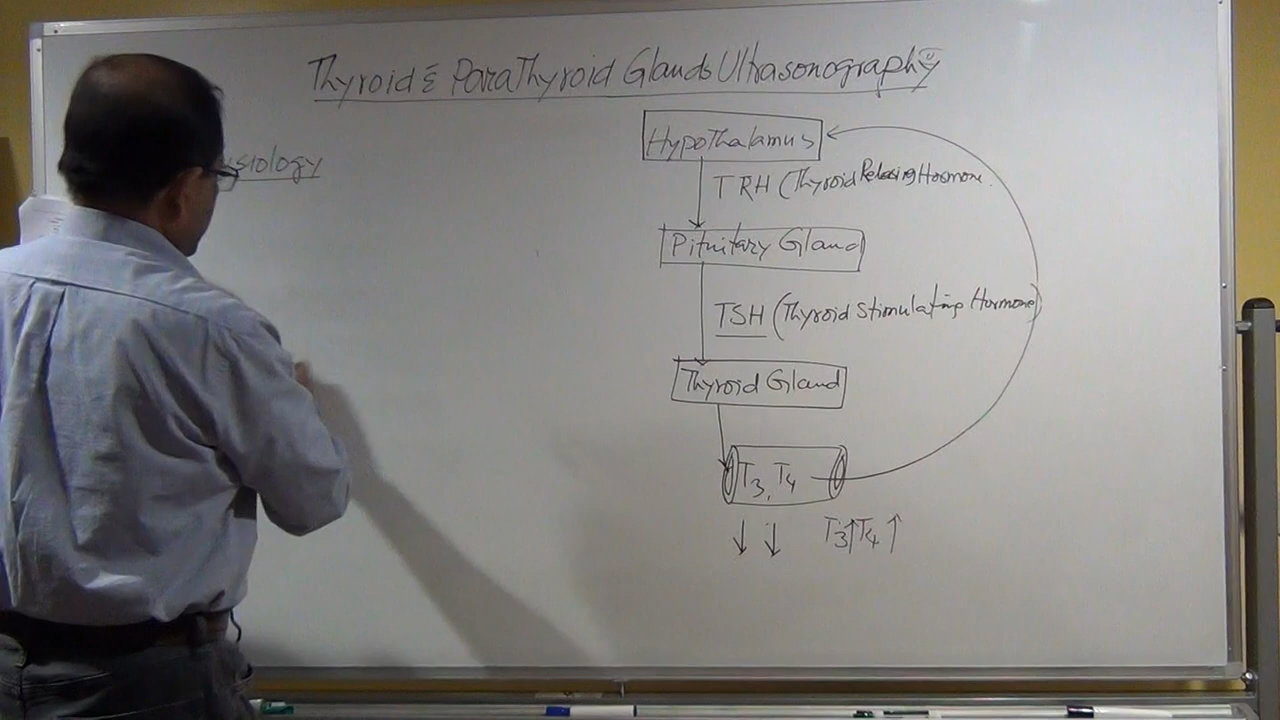 Thyroid & ParaThyroid Glands Ultrasonography
Hypothalamus
siology
TRH (Thyroid Relesing Hormone
Pituitary Gland
TSH (Thyroid Stimulating Hormone)
Thyroid Gland
T3, T4
↓ ↓ T3↑T4↑